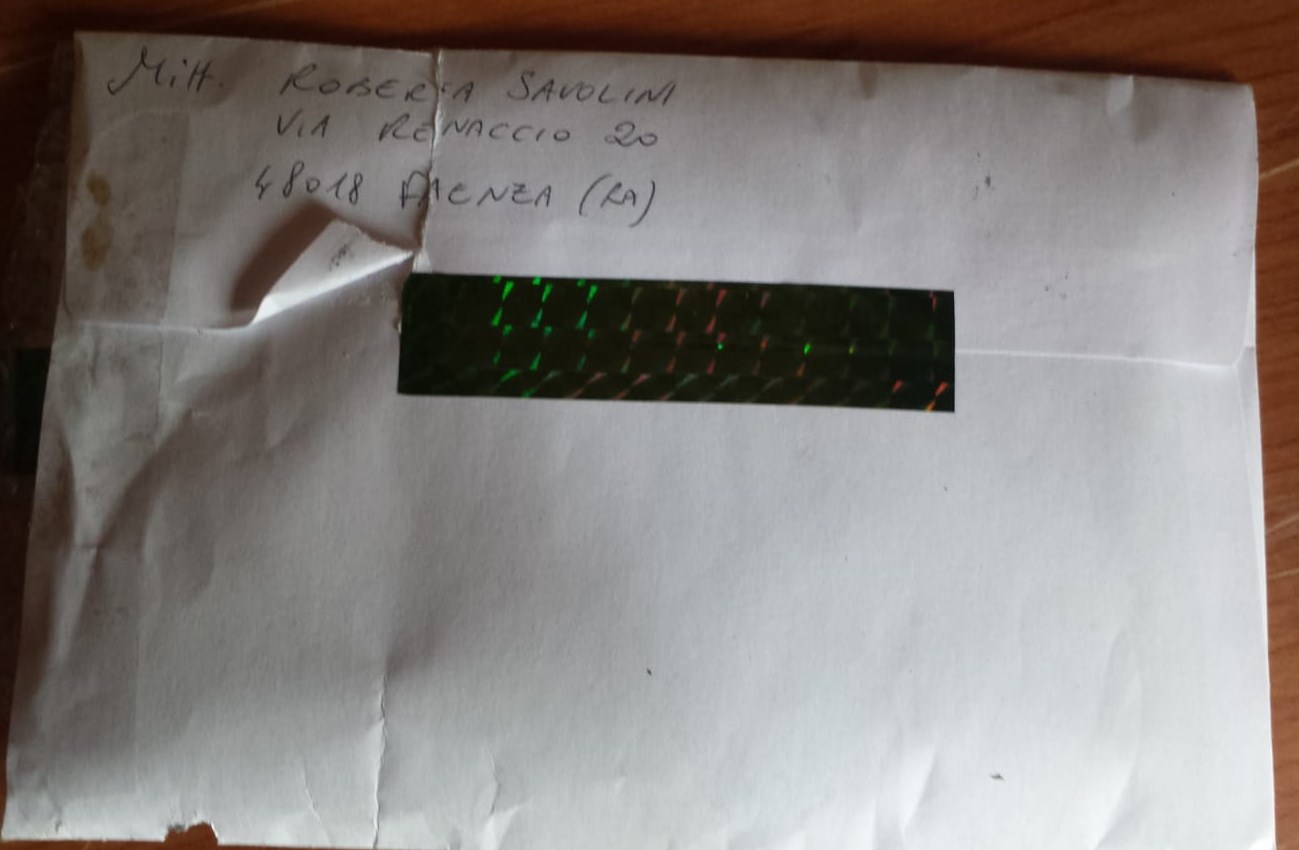 Mitt. ROBERTA SAVOLINI
VIA RENACCIO 20
48018 FAENZA (RA)